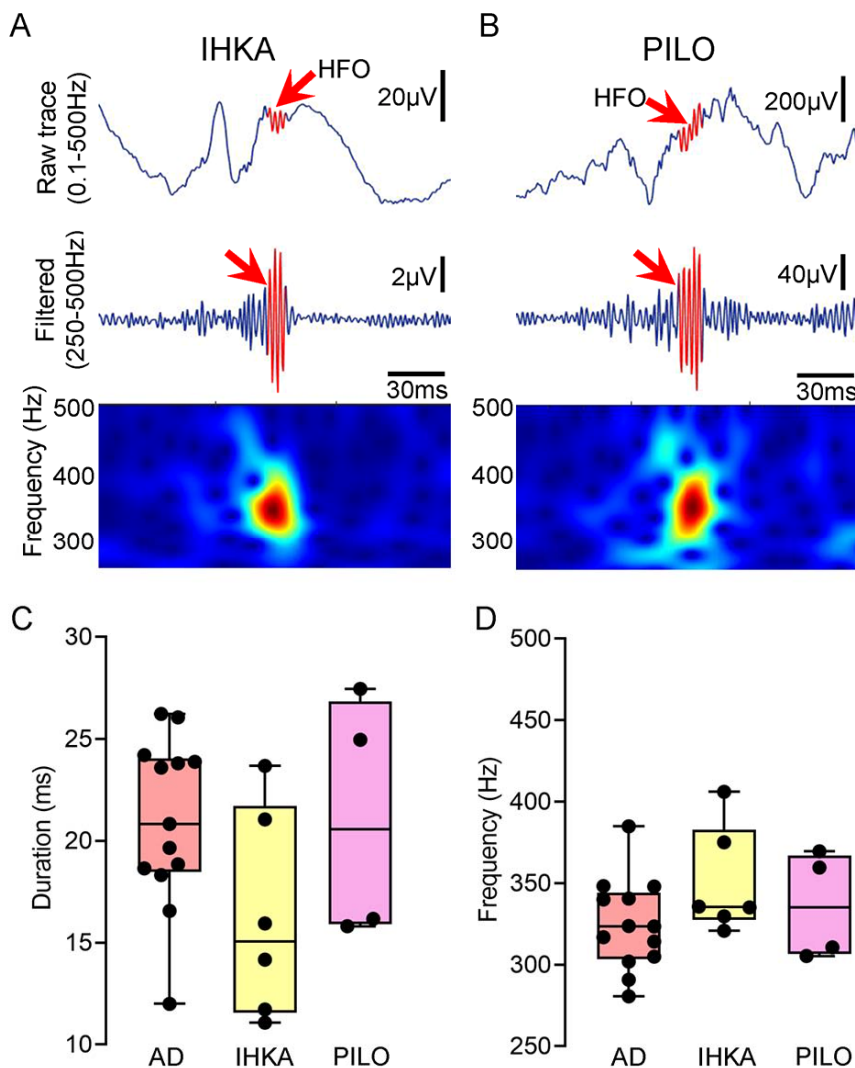 A
IHKA
B
PILO
HFO
20µV
HFO
200µV
Raw trace
(0.1-500Hz)
2µV
40µV
Filtered
(250-500Hz)
30ms
30ms
Frequency (Hz)
500
400
300
500
400
300
C
D
Duration (ms)
30
25
20
15
10
AD
IHKA
PILO
Frequency (Hz)
500
450
400
350
300
250
AD
IHKA
PILO